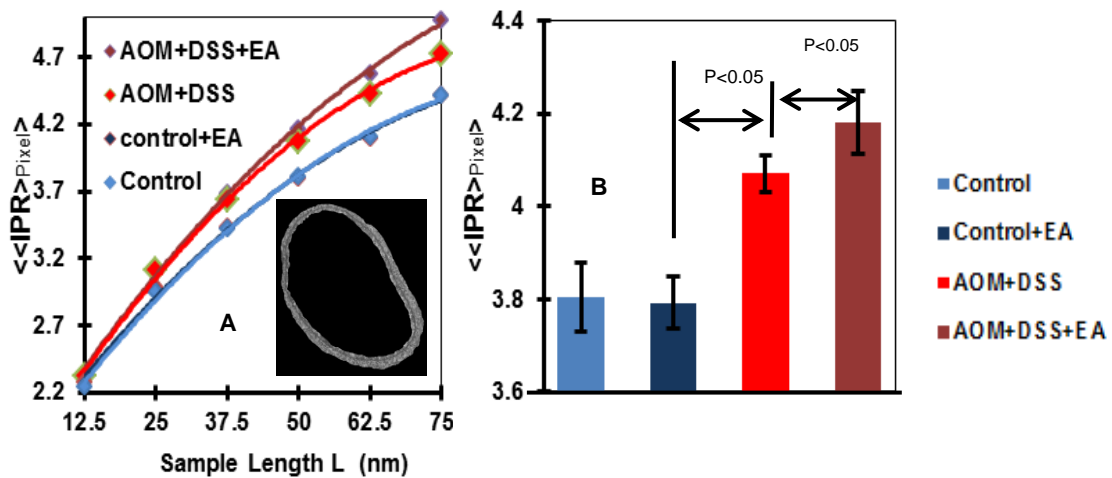 <<IPR>>Pixel
4.7
4.2
3.7
3.2
2.7
2.2
AOM+DSS+EA
AOM+DSS
control+EA
Control
A
12.5 25 37.5 50 62.5 75
Sample Length L (nm)
<<IPR>>Pixel
4.4
4.2
4
3.8
3.6
P<0.05
P<0.05
B
Control
Control+EA
AOM+DSS
AOM+DSS+EA